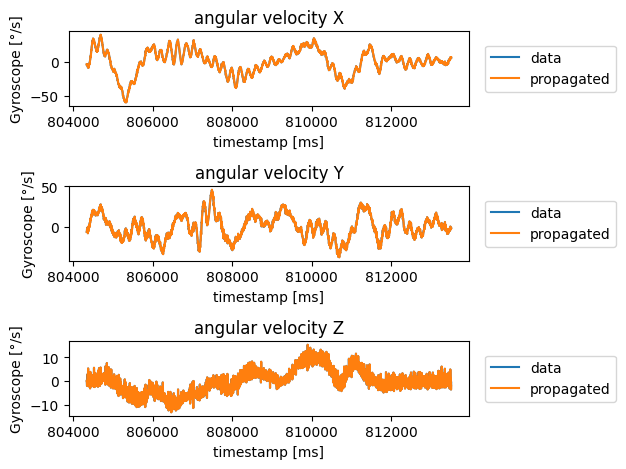 angular velocity X
Gyroscope [°/s]
0
−50
804000 806000 808000 810000 812000
timestamp [ms]
data
propagated
angular velocity Y
Gyroscope [°/s]
50
0
804000 806000 808000 810000 812000
timestamp [ms]
data
propagated
angular velocity Z
Gyroscope [°/s]
10
0
−10
804000 806000 808000 810000 812000
timestamp [ms]
data
propagated